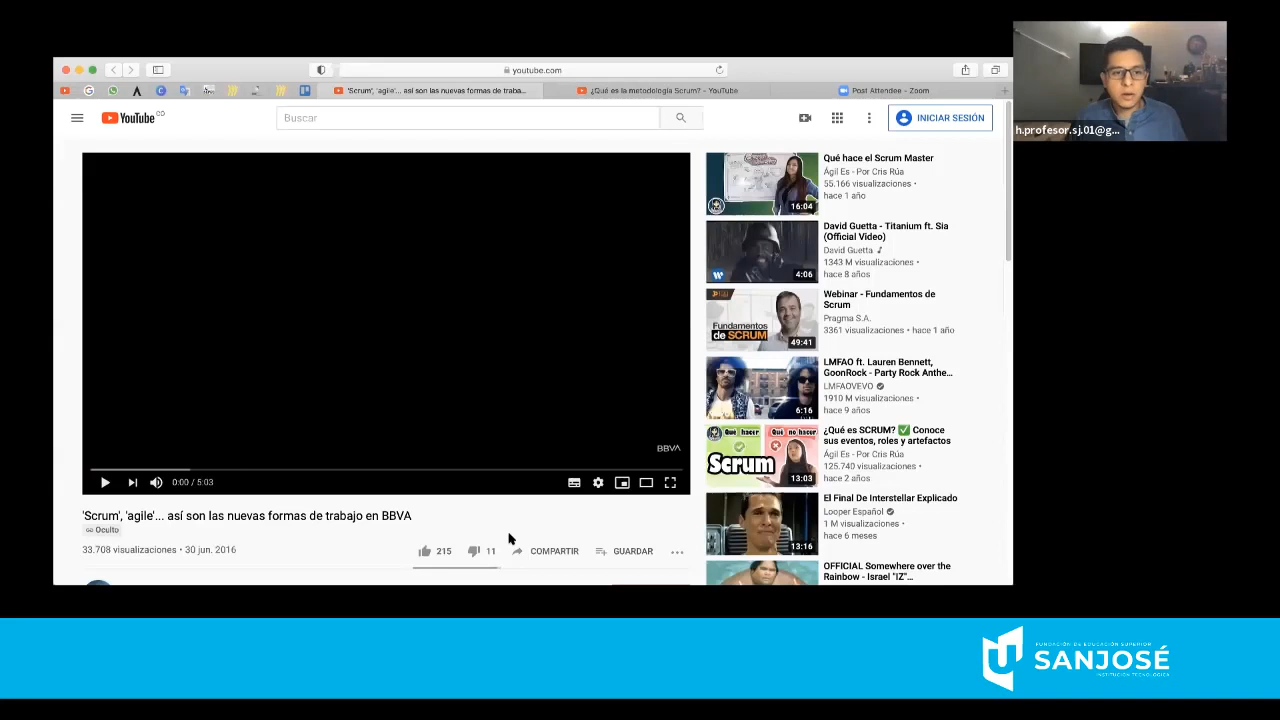 youtube.com
'Scrum', 'agile'... así son las nuevas formas de traba...
¿Qué es la metodología Scrum? - YouTube
Post Attendee - Zoom
YouTube CO
Buscar
INICIAR SESIÓN
h.profesor.sj.01@g...
BBVA
0:00 / 5:03
'Scrum', 'agile'... así son las nuevas formas de trabajo en BBVA
Oculto
33.708 visualizaciones • 30 jun. 2016
215
11
COMPARTIR
GUARDAR
16:04
Qué hace el Scrum Master
Ágil Es - Por Cris Rúa
55.166 visualizaciones •
hace 1 año
4:06
David Guetta - Titanium ft. Sia
(Official Video)
David Guetta
1343 M visualizaciones •
hace 8 años
Fundamentos
de SCRUM
49:41
Webinar - Fundamentos de
Scrum
Pragma S.A.
3361 visualizaciones • hace 1 año
6:16
LMFAO ft. Lauren Bennett,
GoonRock - Party Rock Anthe...
LMFAOVEVO
1910 M visualizaciones •
hace 9 años
Qué hacer
Qué no hacer
Scrum
13:03
¿Qué es SCRUM? ✅ Conoce
sus eventos, roles y artefactos
Ágil Es - Por Cris Rúa
125.740 visualizaciones •
hace 2 años
13:16
El Final De Interstellar Explicado
Looper Español
1 M visualizaciones •
hace 6 meses
OFFICIAL Somewhere over the
Rainbow - Israel "IZ"...
FUNDACIÓN DE EDUCACIÓN SUPERIOR
SANJOSÉ
INSTITUCIÓN TECNOLÓGICA